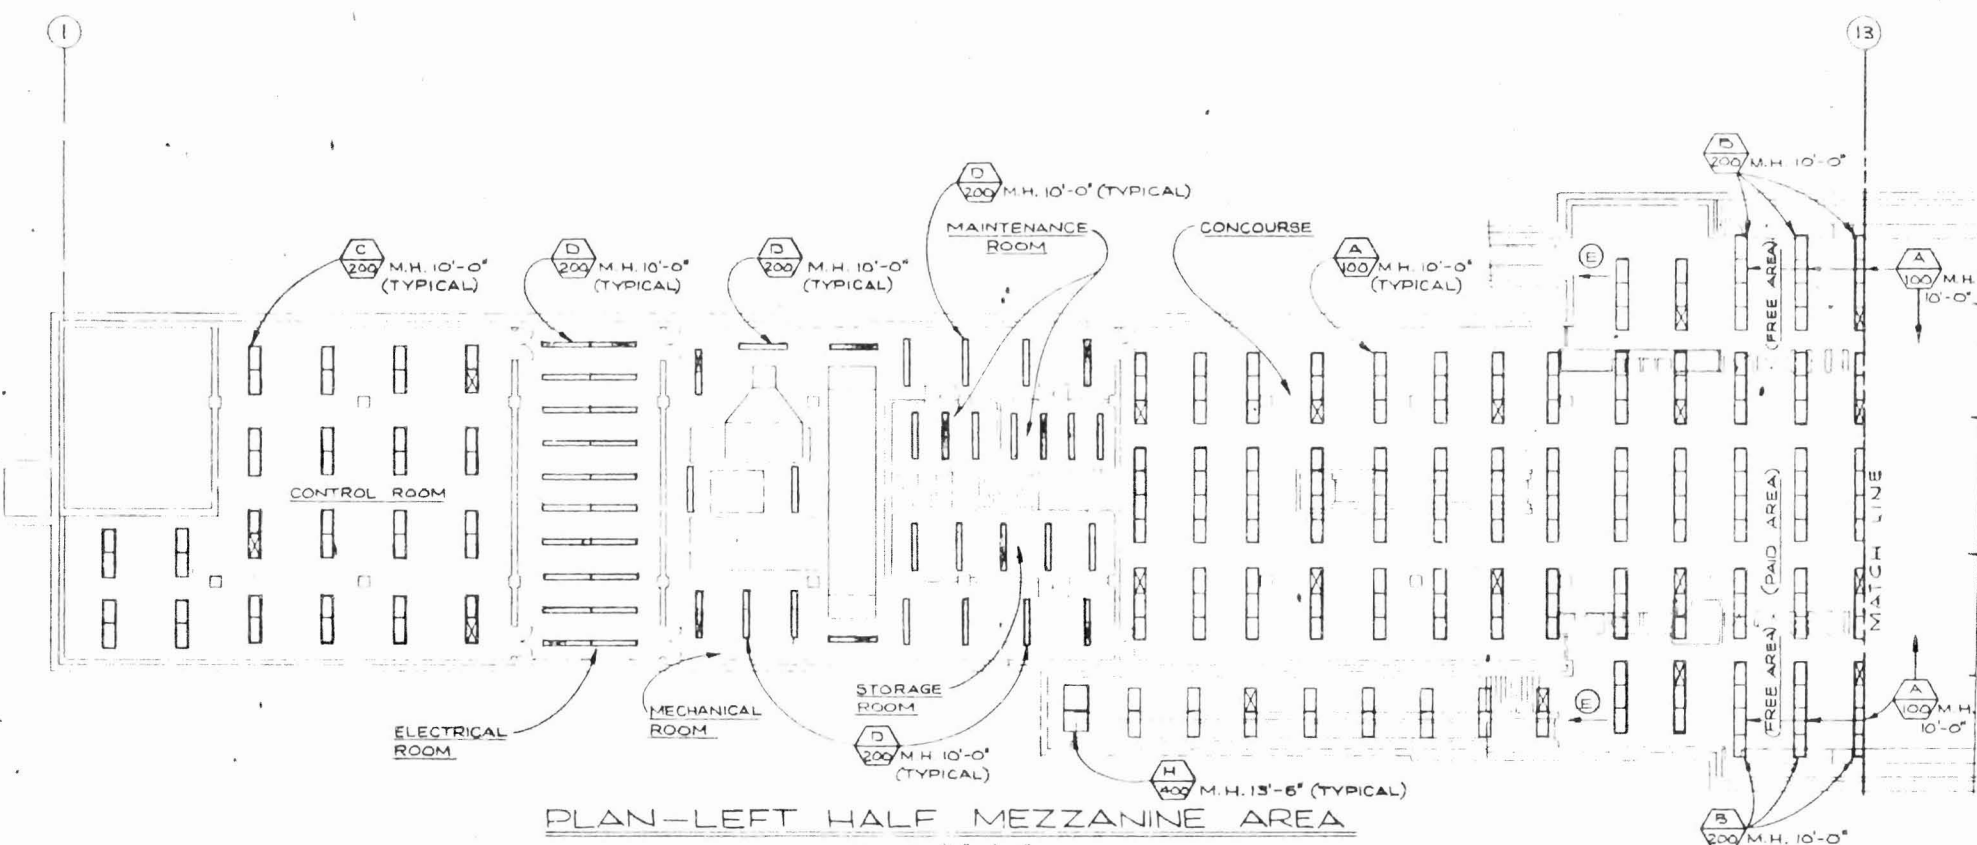 1
13
B
200 M.H. 10'-0"
D
200 M.H. 10'-0" (TYPICAL)
MAINTENANCE
ROOM
CONCOURSE
C
200 M.H. 10'-0"
(TYPICAL)
D
200 M.H. 10'-0"
(TYPICAL)
D
200 M.H. 10'-0"
(TYPICAL)
A
100 M.H. 10'-0"
(TYPICAL)
E
(FREE AREA).
A
100 M.H.
10'-0"
CONTROL ROOM
(PAID AREA)
MATCH LINE
(FREE AREA).
STORAGE
ROOM
MECHANICAL
ROOM
ELECTRICAL
ROOM
D
200 M.H 10'-0"
(TYPICAL)
E
A
100 M.H.
10'-0"
H
400 M.H. 13'-6" (TYPICAL)
PLAN-LEFT HALF MEZZANINE AREA
B
200 M.H. 10'-0"